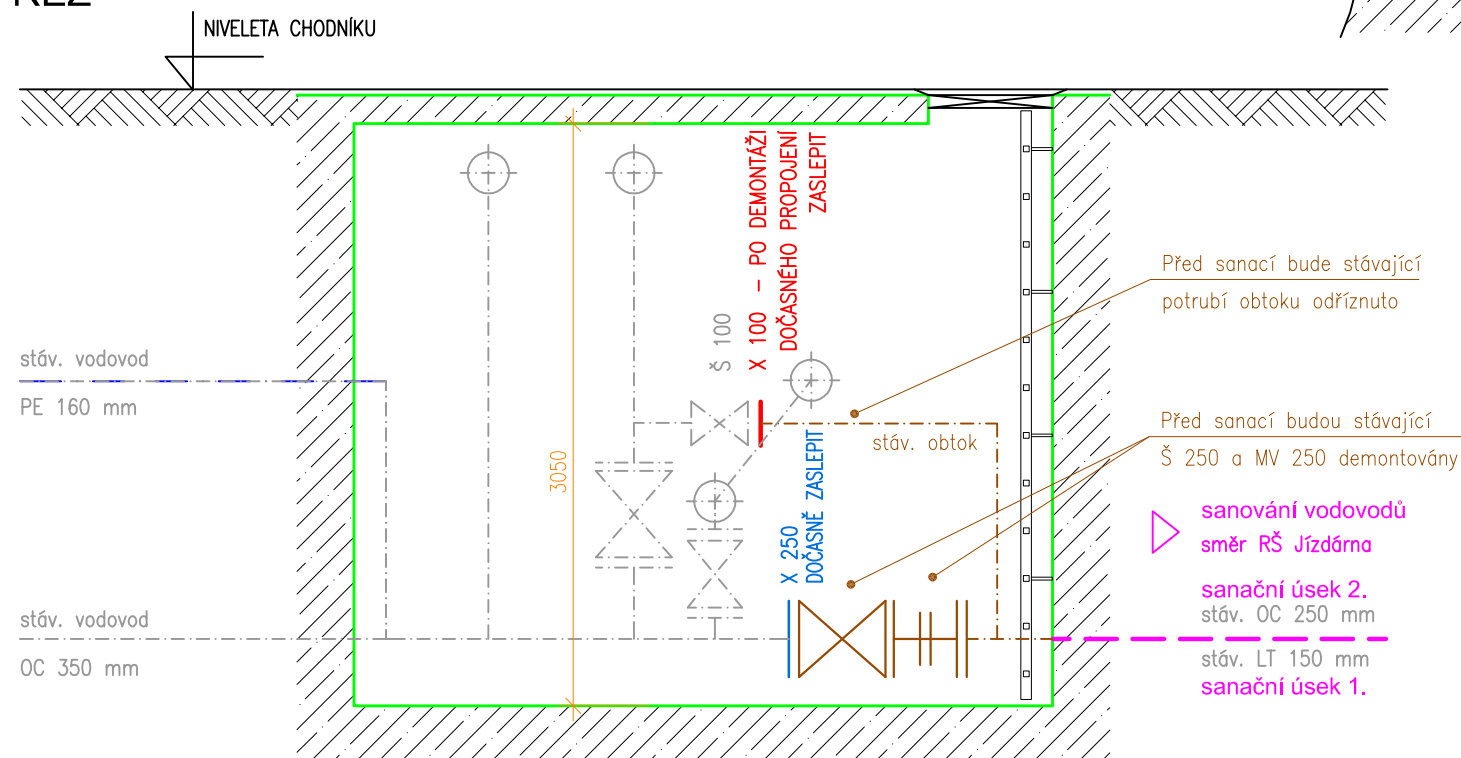 ŘEZ
NIVELETA CHODNÍKU
X 100 - PO DEMONTÁŽI
DOČASNÉHO PROPOJENÍ
ZASLEPIT
Š 100
Před sanací bude stávající
potrubí obtoku odříznuto
stáv. vodovod
PE 160 mm
stáv. obtok
Před sanací budou stávající
Š 250 a MV 250 demontovány
3050
X 250
DOČASNĚ ZASLEPIT
sanování vodovodů
směr RŠ Jízdárna
sanační úsek 2.
stáv. OC 250 mm
stáv. vodovod
OC 350 mm
stáv. LT 150 mm
sanační úsek 1.